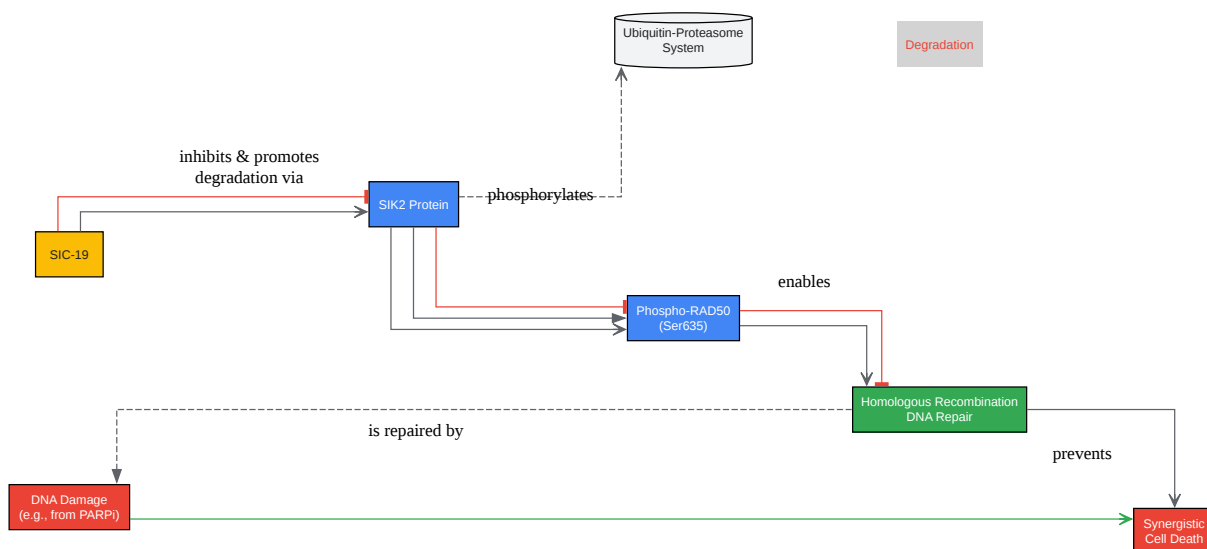 Ubiquitin-Proteasome
System
Degradation
inhibits & promotes
degradation via
SIK2 Protein
phosphorylates
SIC-19
enables
Phospho-RAD50
(Ser635)
Homologous Recombination
DNA Repair
is repaired by
prevents
DNA Damage
(e.g., from PARPi)
Synergistic
Cell Death